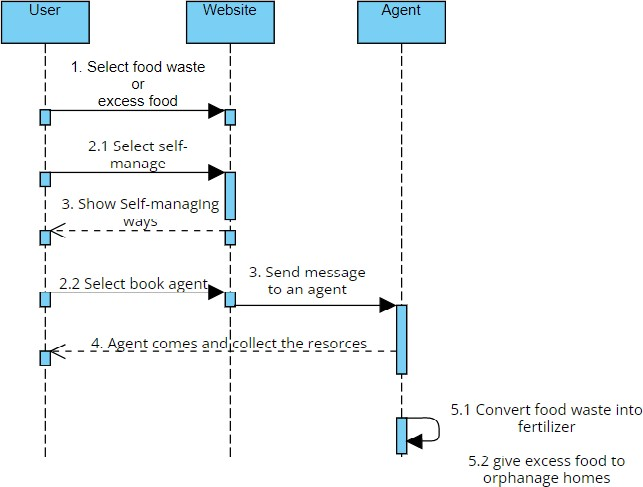 User
Website
Agent
1. Select food waste
or
excess food
2.1 Select self-
manage
3. Show Self-managing
ways
2.2 Select book agent
3. Send message
to an agent
4. Agent comes and collect the resorces
5.1 Convert food waste into
fertilizer
5.2 give excess food to
orphanage homes